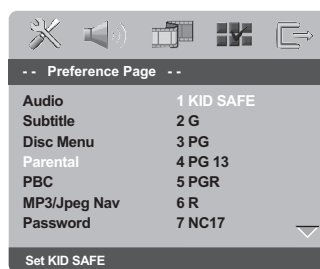 -- Preference Page --
Audio 1 KID SAFE
Subtitle 2 G
Disc Menu 3 PG
Parental 4 PG 13
PBC 5 PGR
MP3/Jpeg Nav 6 R
Password 7 NC17
Set KID SAFE